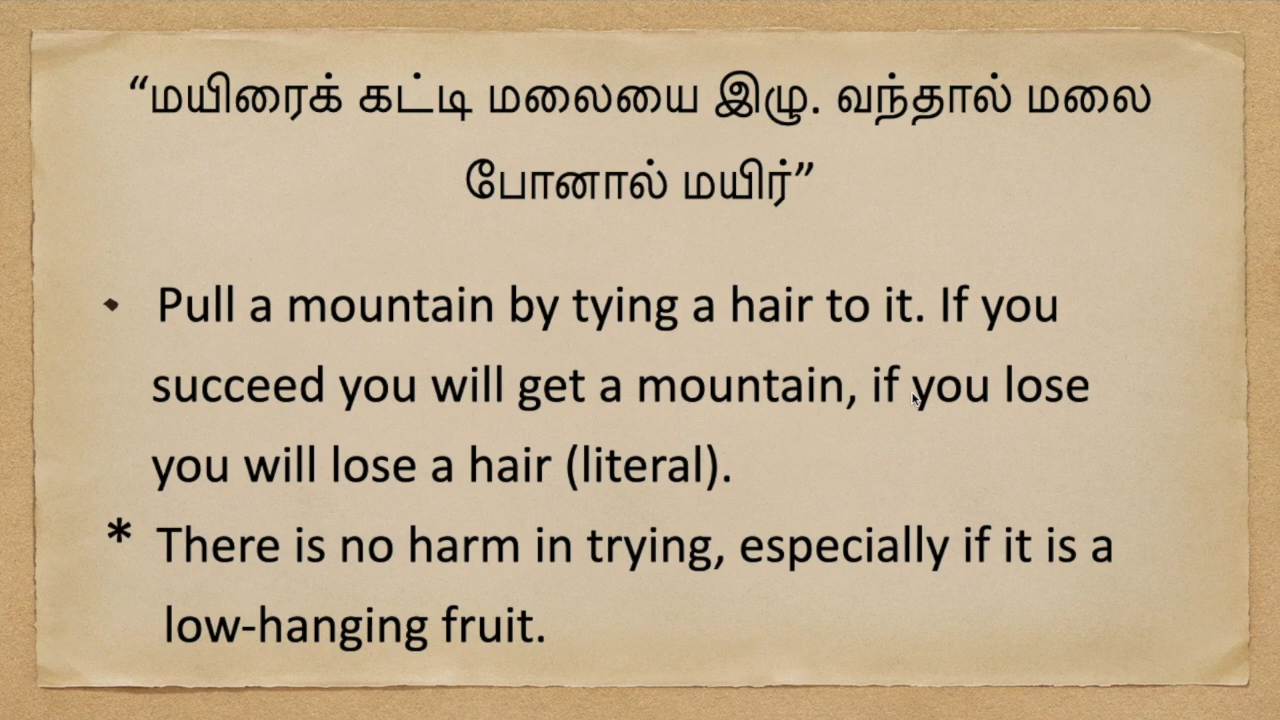 “மயிரைக் கட்டி மலையை இழு. வந்தால் மலை
போனால் மயிர்”
• Pull a mountain by tying a hair to it. If you
succeed you will get a mountain, if you lose
you will lose a hair (literal).
* There is no harm in trying, especially if it is a
low-hanging fruit.